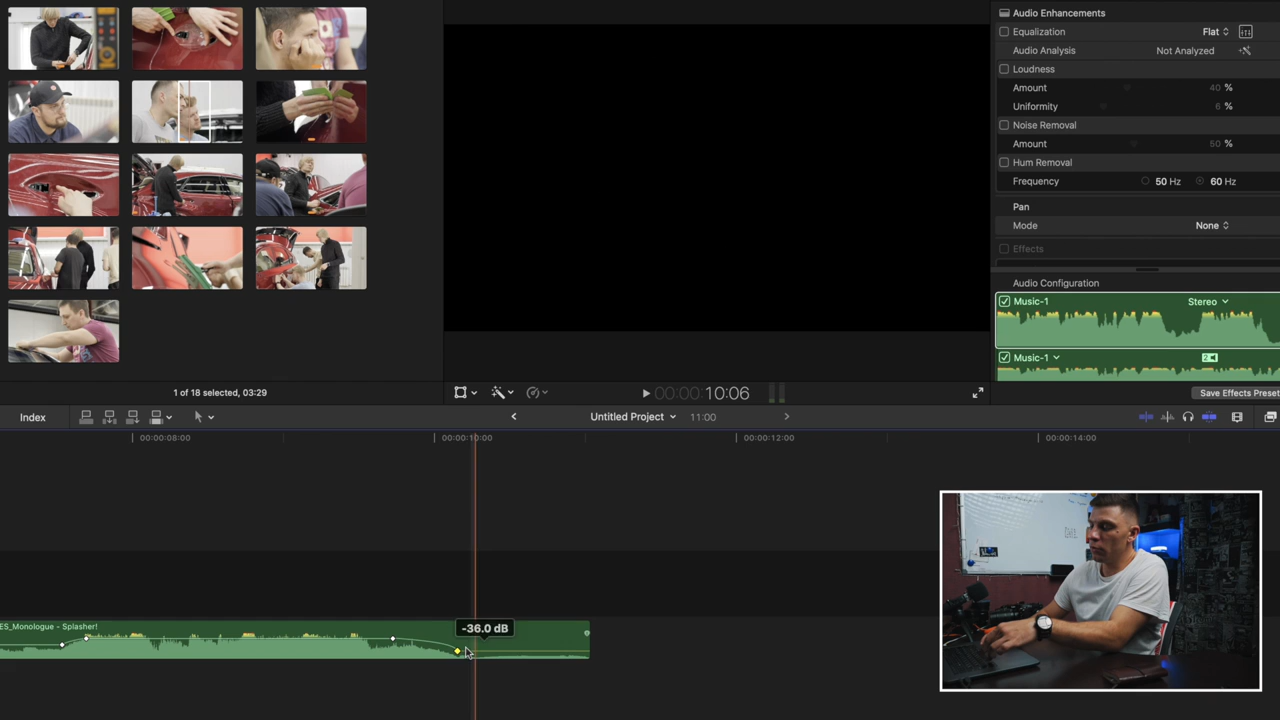 Audio Enhancements
Equalization Flat
Audio Analysis Not Analyzed
Loudness
Amount 40 %
Uniformity 6 %
Noise Removal
Amount 50 %
Hum Removal
Frequency 50 Hz 60 Hz
Pan
Mode None
Effects
Audio Configuration
Music-1 Stereo
Music-1 2
1 of 18 selected, 03:29
00:00:10:06
Save Effects Preset
Index
Untitled Project 11:00
00:00:08:00 00:00:10:00 00:00:12:00 00:00:14:00
ES_Monologue - Splasher!
-36.0 dB